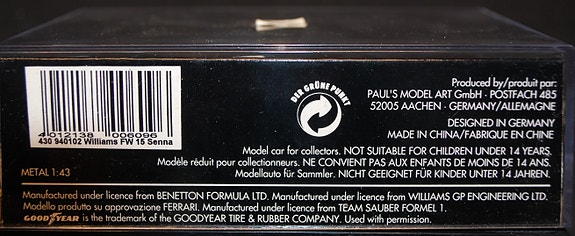 4 012138 006096
430 940102 Williams FW 15 Senna
METAL 1:43
DER GRÜNE PUNKT
Produced by/produit par:
PAUL'S MODEL ART GmbH · POSTFACH 485
52005 AACHEN · GERMANY/ALLEMAGNE
DESIGNED IN GERMANY
MADE IN CHINA/FABRIQUE EN CHINE
Model car for collectors. NOT SUITABLE FOR CHILDREN UNDER 14 YEARS.
Modèle réduit pour collectionneurs. NE CONVIENT PAS AUX ENFANTS DE MOINS DE 14 ANS.
Modellauto für Sammler. NICHT GEEIGNET FÜR KINDER UNTER 14 JAHREN.
Manufactured under licence from BENETTON FORMULA LTD. Manufactured under licence from WILLIAMS GP ENGINEERING LTD.
Modello prodotto su approvazione FERRARI. Manufactured under licence from TEAM SAUBER FORMEL 1.
GOODYEAR is the trademark of the GOODYEAR TIRE & RUBBER COMPANY. Used with permission.